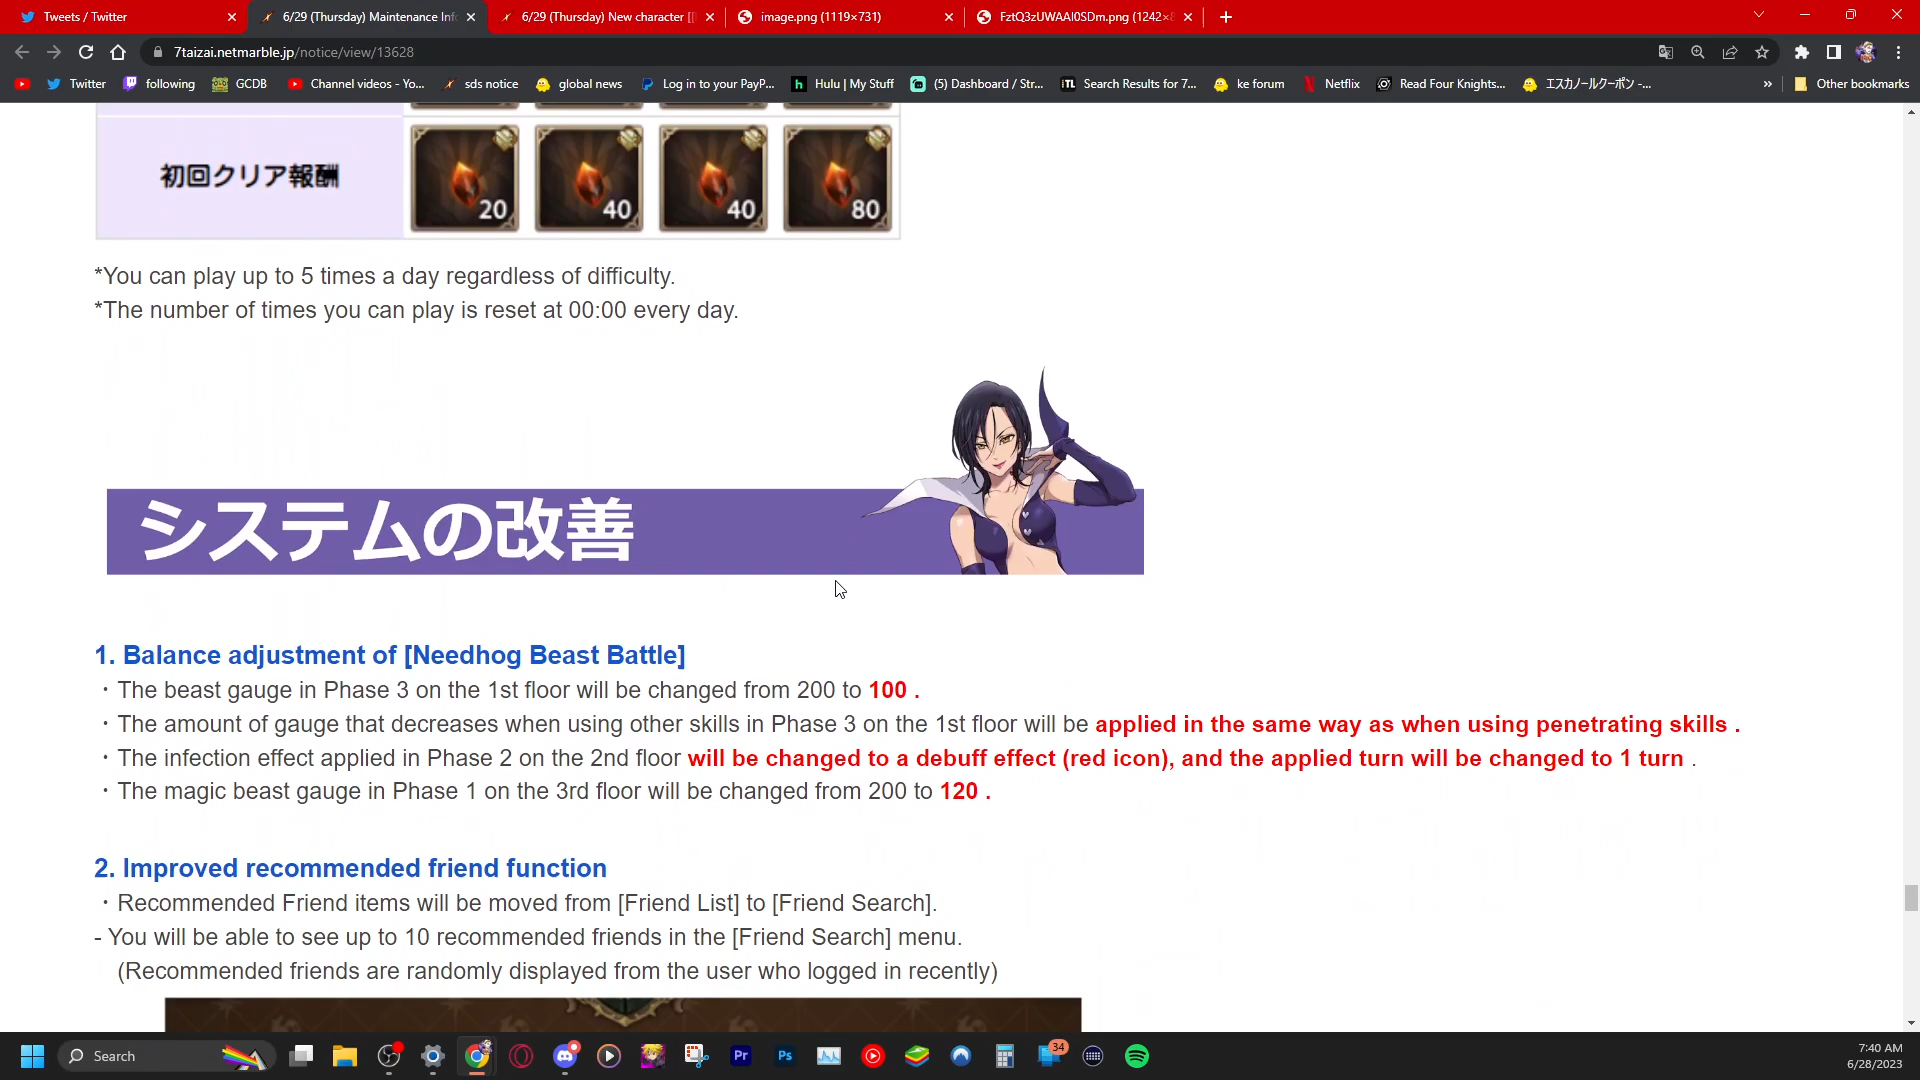 Tweets / Twitter
6/29 (Thursday) Maintenance Inf
6/29 (Thursday) New character [
image.png (1119×731)
FztQ3zUWAAI0SDm.png (1242×
7taizai.netmarble.jp/notice/view/13628
Twitter
following
GCDB
Channel videos - Yo...
sds notice
global news
Log in to your PayP...
Hulu | My Stuff
(5) Dashboard / Str...
Search Results for 7...
ke forum
Netflix
Read Four Knights...
エスカノールクーポン -...
»
Other bookmarks
初回クリア報酬
20
40
40
80
*You can play up to 5 times a day regardless of difficulty.
*The number of times you can play is reset at 00:00 every day.
システムの改善
1. Balance adjustment of [Needhog Beast Battle]
・The beast gauge in Phase 3 on the 1st floor will be changed from 200 to 100 .
・The amount of gauge that decreases when using other skills in Phase 3 on the 1st floor will be applied in the same way as when using penetrating skills .
・The infection effect applied in Phase 2 on the 2nd floor will be changed to a debuff effect (red icon), and the applied turn will be changed to 1 turn .
・The magic beast gauge in Phase 1 on the 3rd floor will be changed from 200 to 120 .
2. Improved recommended friend function
・Recommended Friend items will be moved from [Friend List] to [Friend Search].
- You will be able to see up to 10 recommended friends in the [Friend Search] menu.
(Recommended friends are randomly displayed from the user who logged in recently)
Search
Pr
Ps
34
7:40 AM
6/28/2023